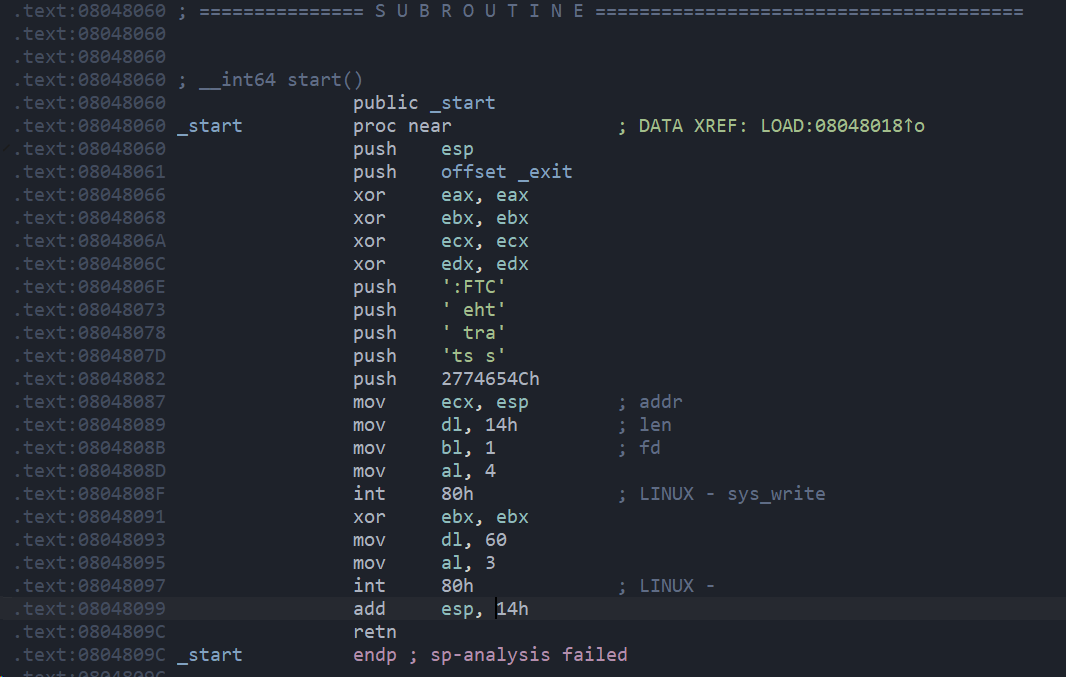 .text:08048060 ; =============== S U B R O U T I N E =======================================
.text:08048060
.text:08048060
.text:08048060 ; __int64 start()
.text:08048060                 public _start
.text:08048060 _start          proc near               ; DATA XREF: LOAD:08048018↑o
.text:08048060                 push    esp
.text:08048061                 push    offset _exit
.text:08048066                 xor     eax, eax
.text:08048068                 xor     ebx, ebx
.text:0804806A                 xor     ecx, ecx
.text:0804806C                 xor     edx, edx
.text:0804806E                 push    ':FTC'
.text:08048073                 push    ' eht'
.text:08048078                 push    ' tra'
.text:0804807D                 push    'ts s'
.text:08048082                 push    2774654Ch
.text:08048087                 mov     ecx, esp        ; addr
.text:08048089                 mov     dl, 14h         ; len
.text:0804808B                 mov     bl, 1           ; fd
.text:0804808D                 mov     al, 4
.text:0804808F                 int     80h             ; LINUX - sys_write
.text:08048091                 xor     ebx, ebx
.text:08048093                 mov     dl, 60
.text:08048095                 mov     al, 3
.text:08048097                 int     80h             ; LINUX -
.text:08048099                 add     esp, 14h
.text:0804809C                 retn
.text:0804809C _start          endp ; sp-analysis failed
.text:0804809C